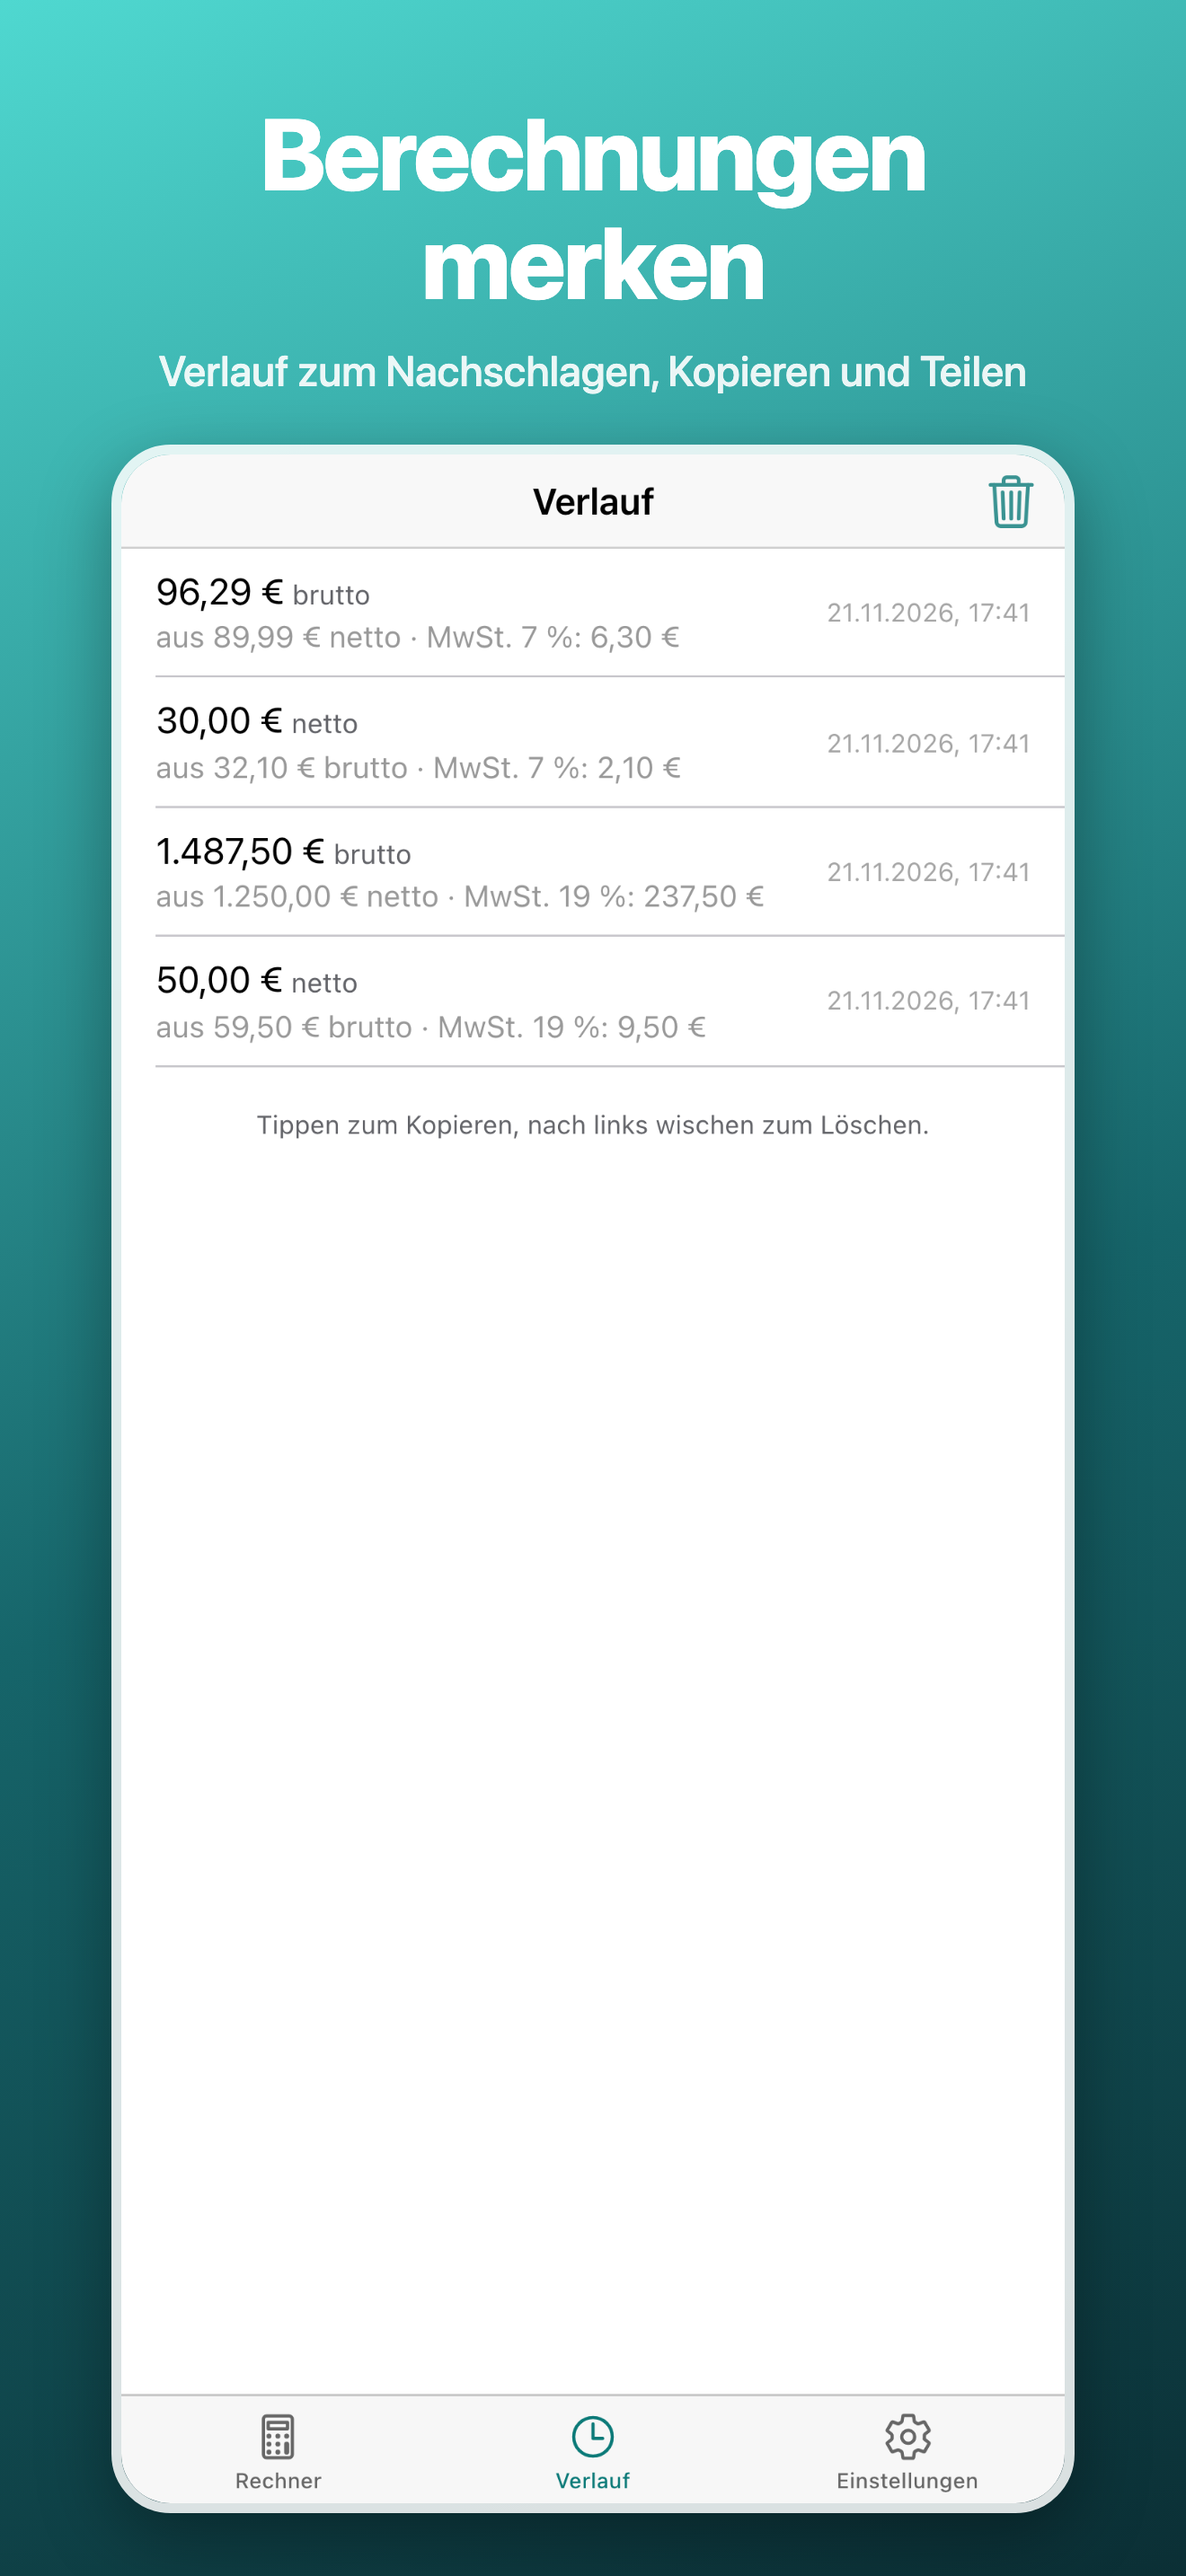 Berechnungen
merken
Verlauf zum Nachschlagen, Kopieren und Teilen
Verlauf
96,29 € brutto
aus 89,99 € netto · MwSt. 7 %: 6,30 €
21.11.2026, 17:41
30,00 € netto
aus 32,10 € brutto · MwSt. 7 %: 2,10 €
21.11.2026, 17:41
1.487,50 € brutto
aus 1.250,00 € netto · MwSt. 19 %: 237,50 €
21.11.2026, 17:41
50,00 € netto
aus 59,50 € brutto · MwSt. 19 %: 9,50 €
21.11.2026, 17:41
Tippen zum Kopieren, nach links wischen zum Löschen.
Rechner
Verlauf
Einstellungen